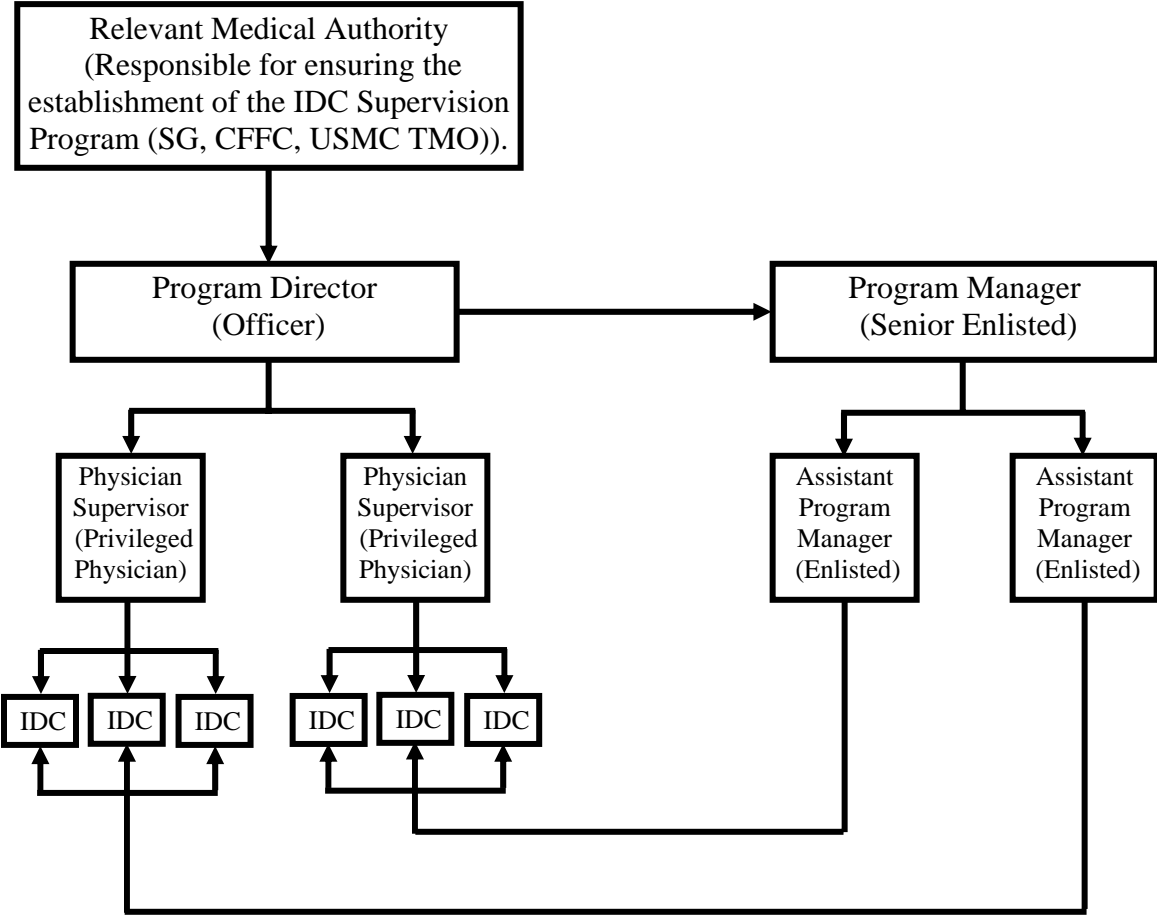 Relevant Medical Authority
(Responsible for ensuring the
establishment of the IDC Supervision
Program (SG, CFFC, USMC TMO)).
Program Director
(Officer)
Program Manager
(Senior Enlisted)
Physician
Supervisor
(Privileged
Physician)
Physician
Supervisor
(Privileged
Physician)
Assistant
Program
Manager
(Enlisted)
Assistant
Program
Manager
(Enlisted)
IDC
IDC
IDC
IDC
IDC
IDC